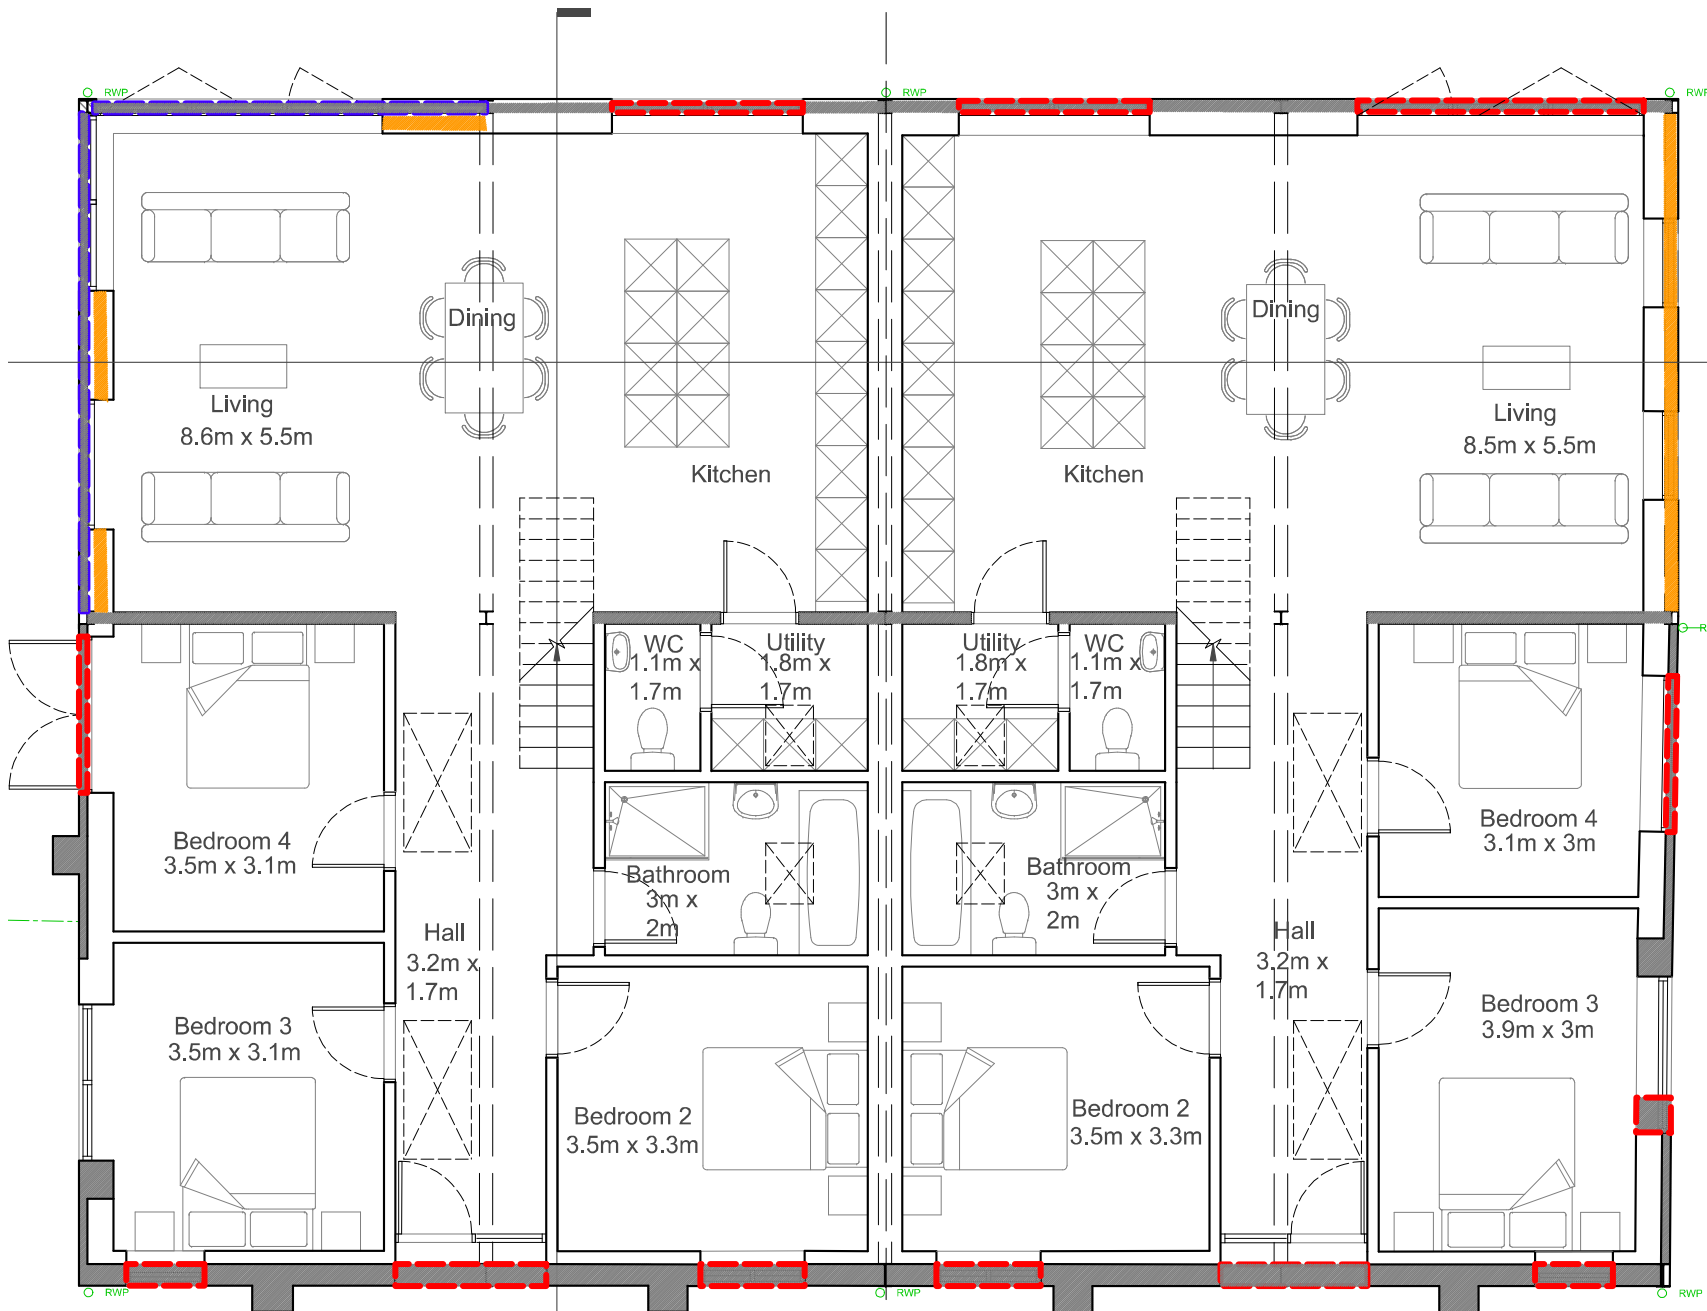 RWP
RWP
RWP
Dining
Dining
Living
8.6m x 5.5m
Living
8.5m x 5.5m
Kitchen
Kitchen
R
WC
1.1m x
1.7m
Utility
1.8m x
1.7m
Utility
1.8m x
1.7m
WC
1.1m x
1.7m
Bedroom 4
3.5m x 3.1m
Bedroom 4
3.1m x 3m
Bathroom
3m x
2m
Bathroom
3m x
2m
Hall
3.2m x
1.7m
Hall
3.2m x
1.7m
Bedroom 3
3.5m x 3.1m
Bedroom 3
3.9m x 3m
Bedroom 2
3.5m x 3.3m
Bedroom 2
3.5m x 3.3m
RWP
RWP
RWP